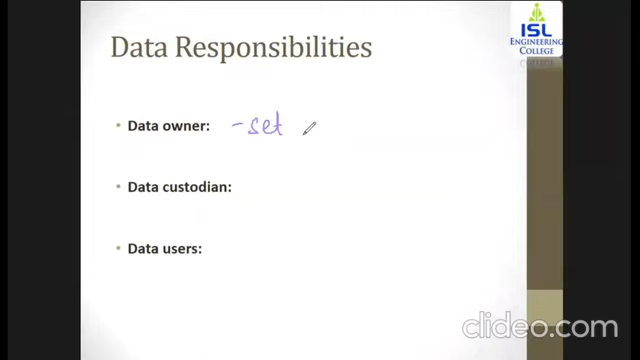 ISL
ENGINEERING
COLLEGE
Data Responsibilities
• Data owner: - set
• Data custodian:
• Data users:
clideo.com